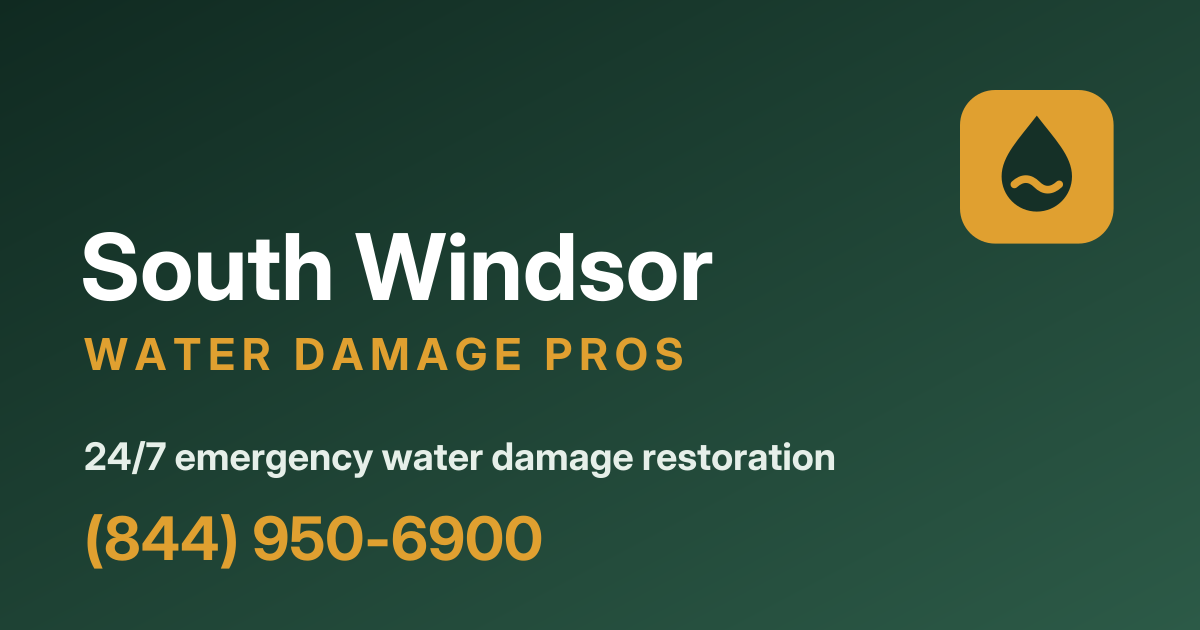 South Windsor
WATER DAMAGE PROS
24/7 emergency water damage restoration
(844) 950-6900